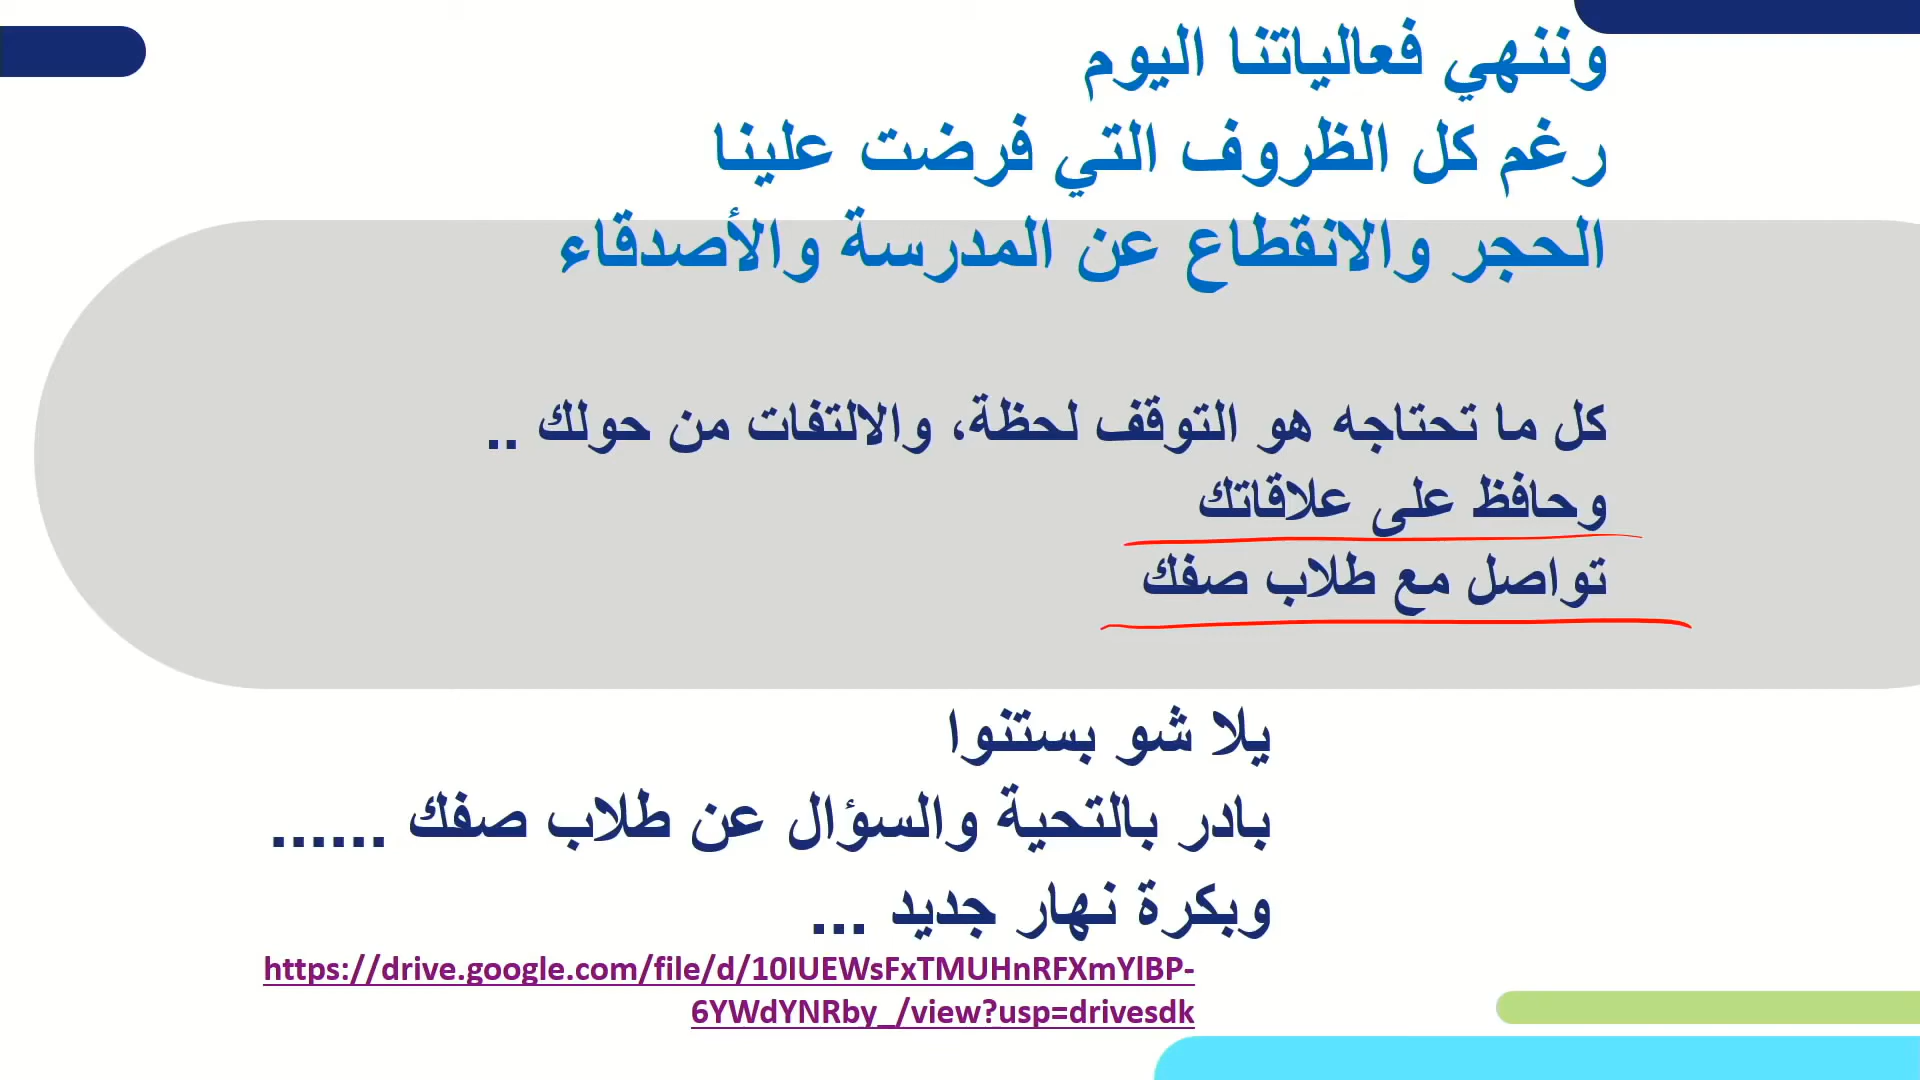 وننهي فعالياتنا اليوم
رغم كل الظروف التي فرضت علينا
الحجر والانقطاع عن المدرسة والأصدقاء
كل ما تحتاجه هو التوقف لحظة، والالتفات من حولك ..
وحافظ على علاقاتك
تواصل مع طلاب صفك
يلا شو بستنوا
بادر بالتحية والسؤال عن طلاب صفك ......
وبكرة نهار جديد ...
https://drive.google.com/file/d/10IUEWsFxTMUHnRFXmYlBP-
6YWdYNRby_/view?usp=drivesdk